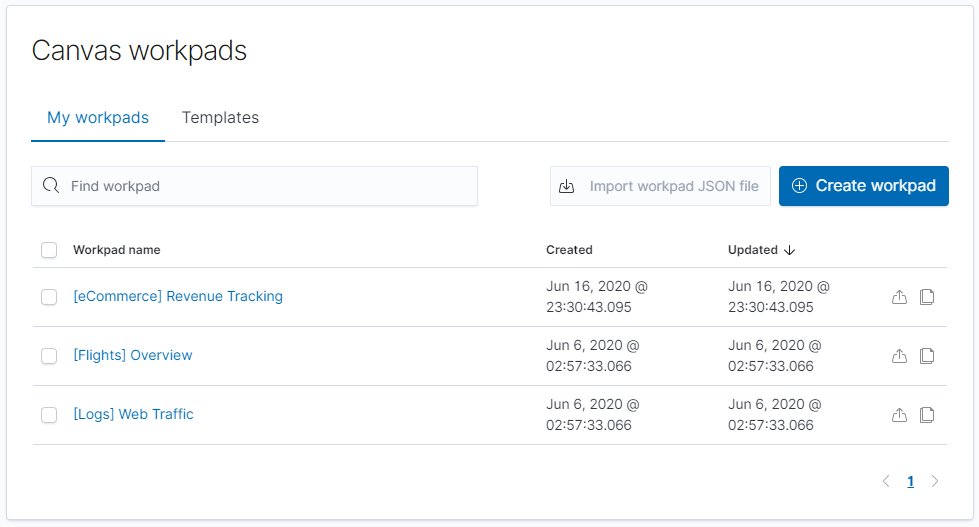 Canvas workpads
My workpads Templates
Find workpad Import workpad JSON file Create workpad
Workpad name Created Updated
[eCommerce] Revenue Tracking Jun 16, 2020 @ 23:30:43.095 Jun 16, 2020 @ 23:30:43.095
[Flights] Overview Jun 6, 2020 @ 02:57:33.066 Jun 6, 2020 @ 02:57:33.066
[Logs] Web Traffic Jun 6, 2020 @ 02:57:33.066 Jun 6, 2020 @ 02:57:33.066
1